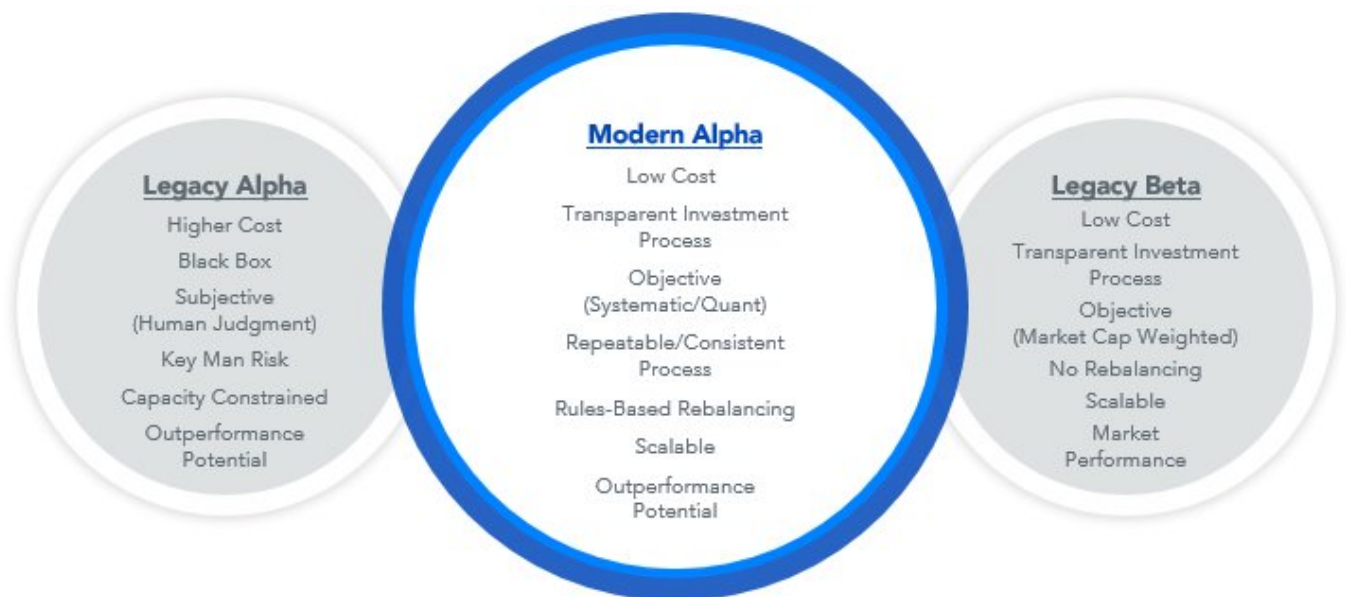 Legacy Alpha
Higher Cost
Black Box
Subjective
(Human Judgment)
Key Man Risk
Capacity Constrained
Outperformance
Potential
Modern Alpha
Low Cost
Transparent Investment
Process
Objective
(Systematic/Quant)
Repeatable/Consistent
Process
Rules-Based Rebalancing
Scalable
Outperformance
Potential
Legacy Beta
Low Cost
Transparent Investment
Process
Objective
(Market Cap Weighted)
No Rebalancing
Scalable
Market
Performance